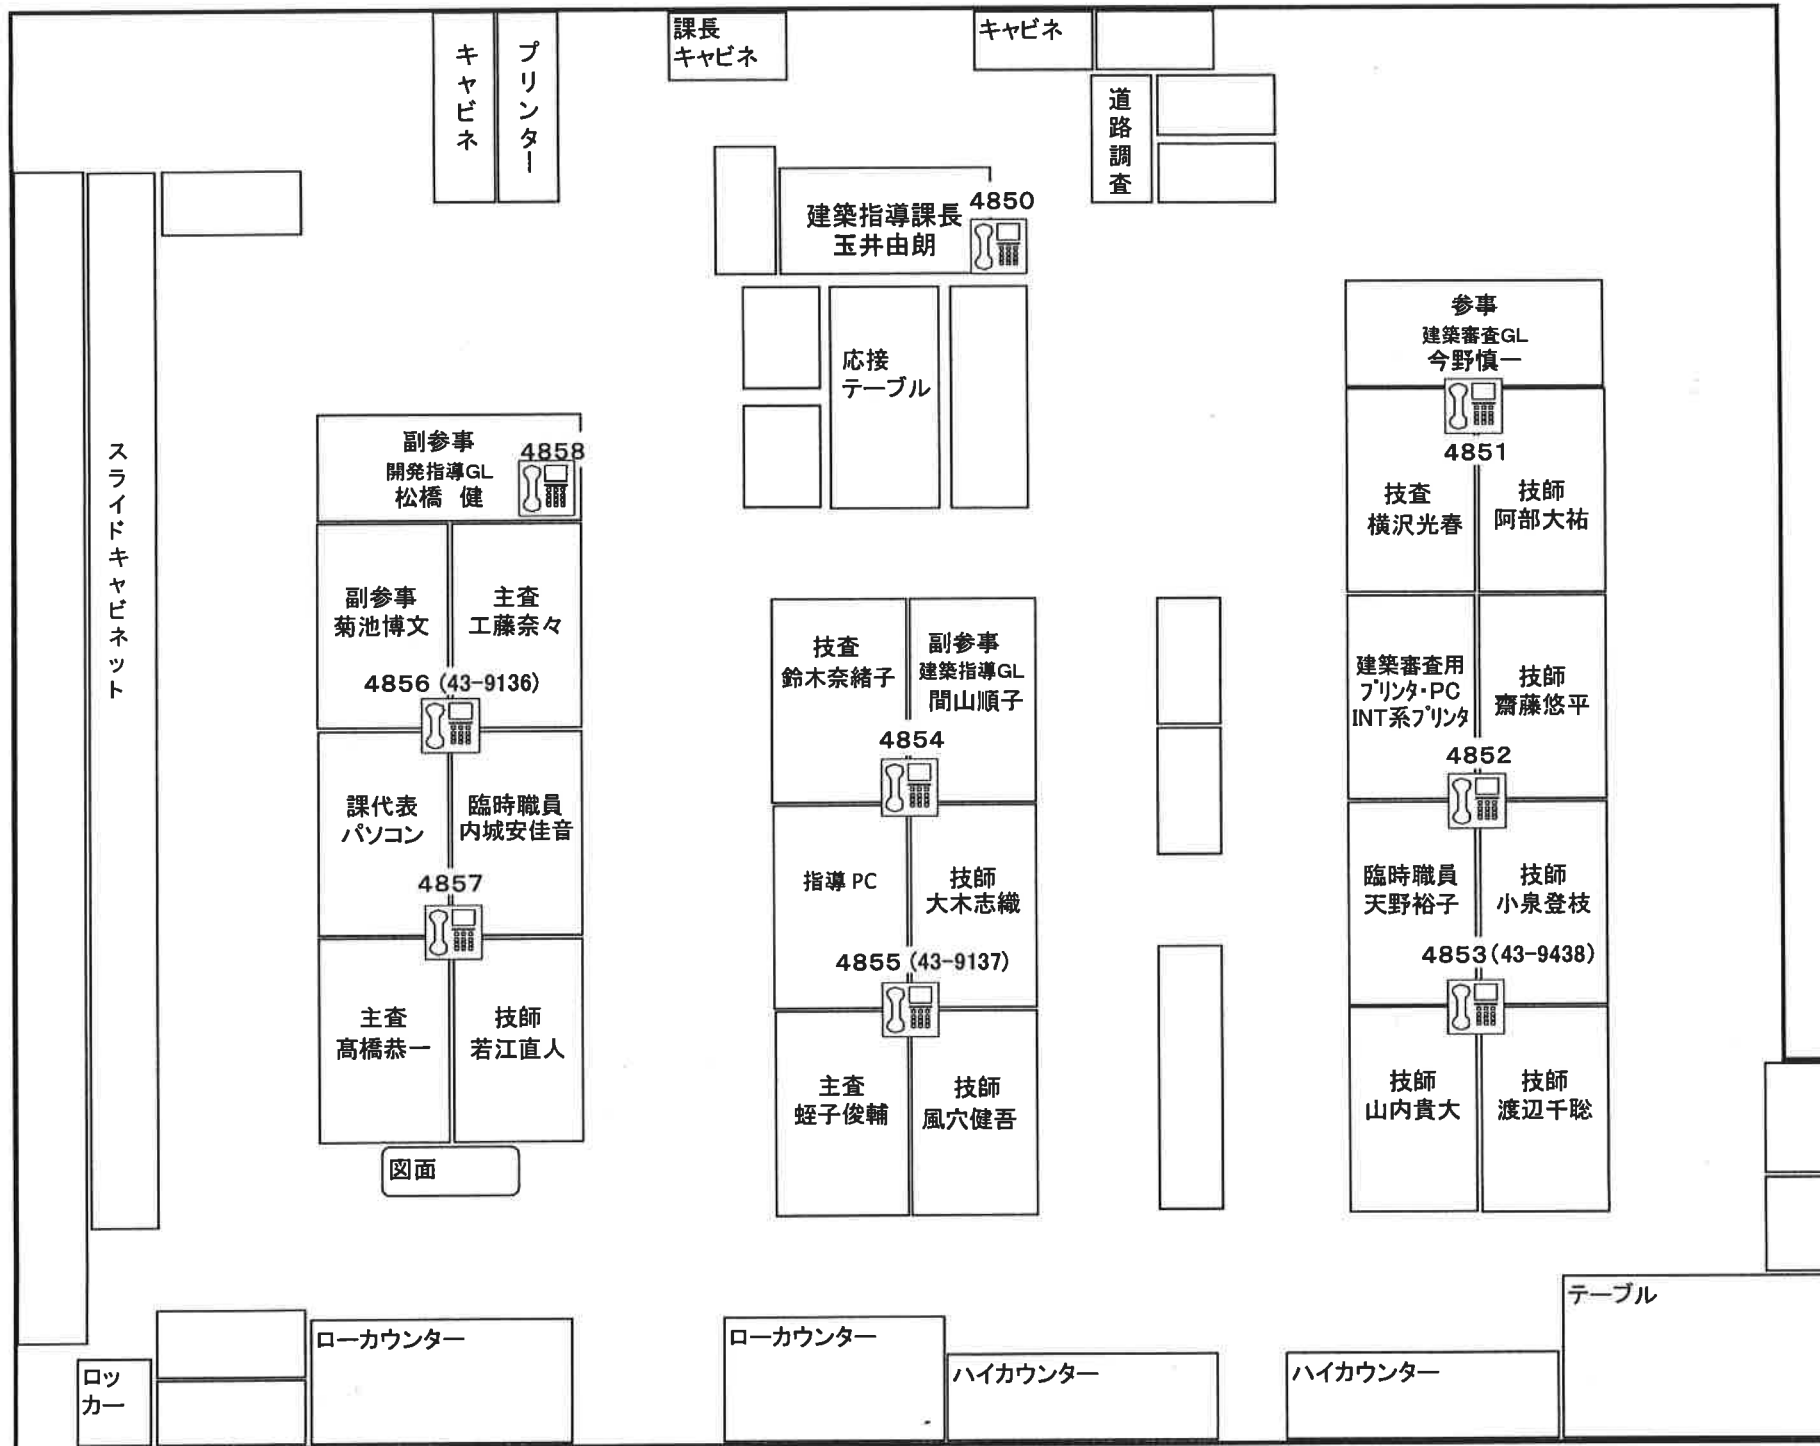 キャビネ
プリンター
課長
キャビネ
キャビネ
道路調査
建築指導課長
玉井由朗
4850
応接
テーブル
スライドキャビネット
副参事
開発指導GL
松橋 健
4858
副参事
菊池博文
主査
工藤奈々
4856 (43-9136)
課代表
パソコン
臨時職員
内城安佳音
4857
主査
髙橋恭一
技師
若江直人
図面
技査
鈴木奈緒子
副参事
建築指導GL
間山順子
4854
指導 PC
技師
大木志織
4855 (43-9137)
主査
蛭子俊輔
技師
風穴健吾
参事
建築審査GL
今野慎一
4851
技査
横沢光春
技師
阿部大祐
建築審査用
プリンタ・PC
INT系プリンタ
技師
齋藤悠平
4852
臨時職員
天野裕子
技師
小泉登枝
4853(43-9438)
技師
山内貴大
技師
渡辺千聡
ロッ
カー
ローカウンター
ローカウンター
ハイカウンター
ハイカウンター
テーブル